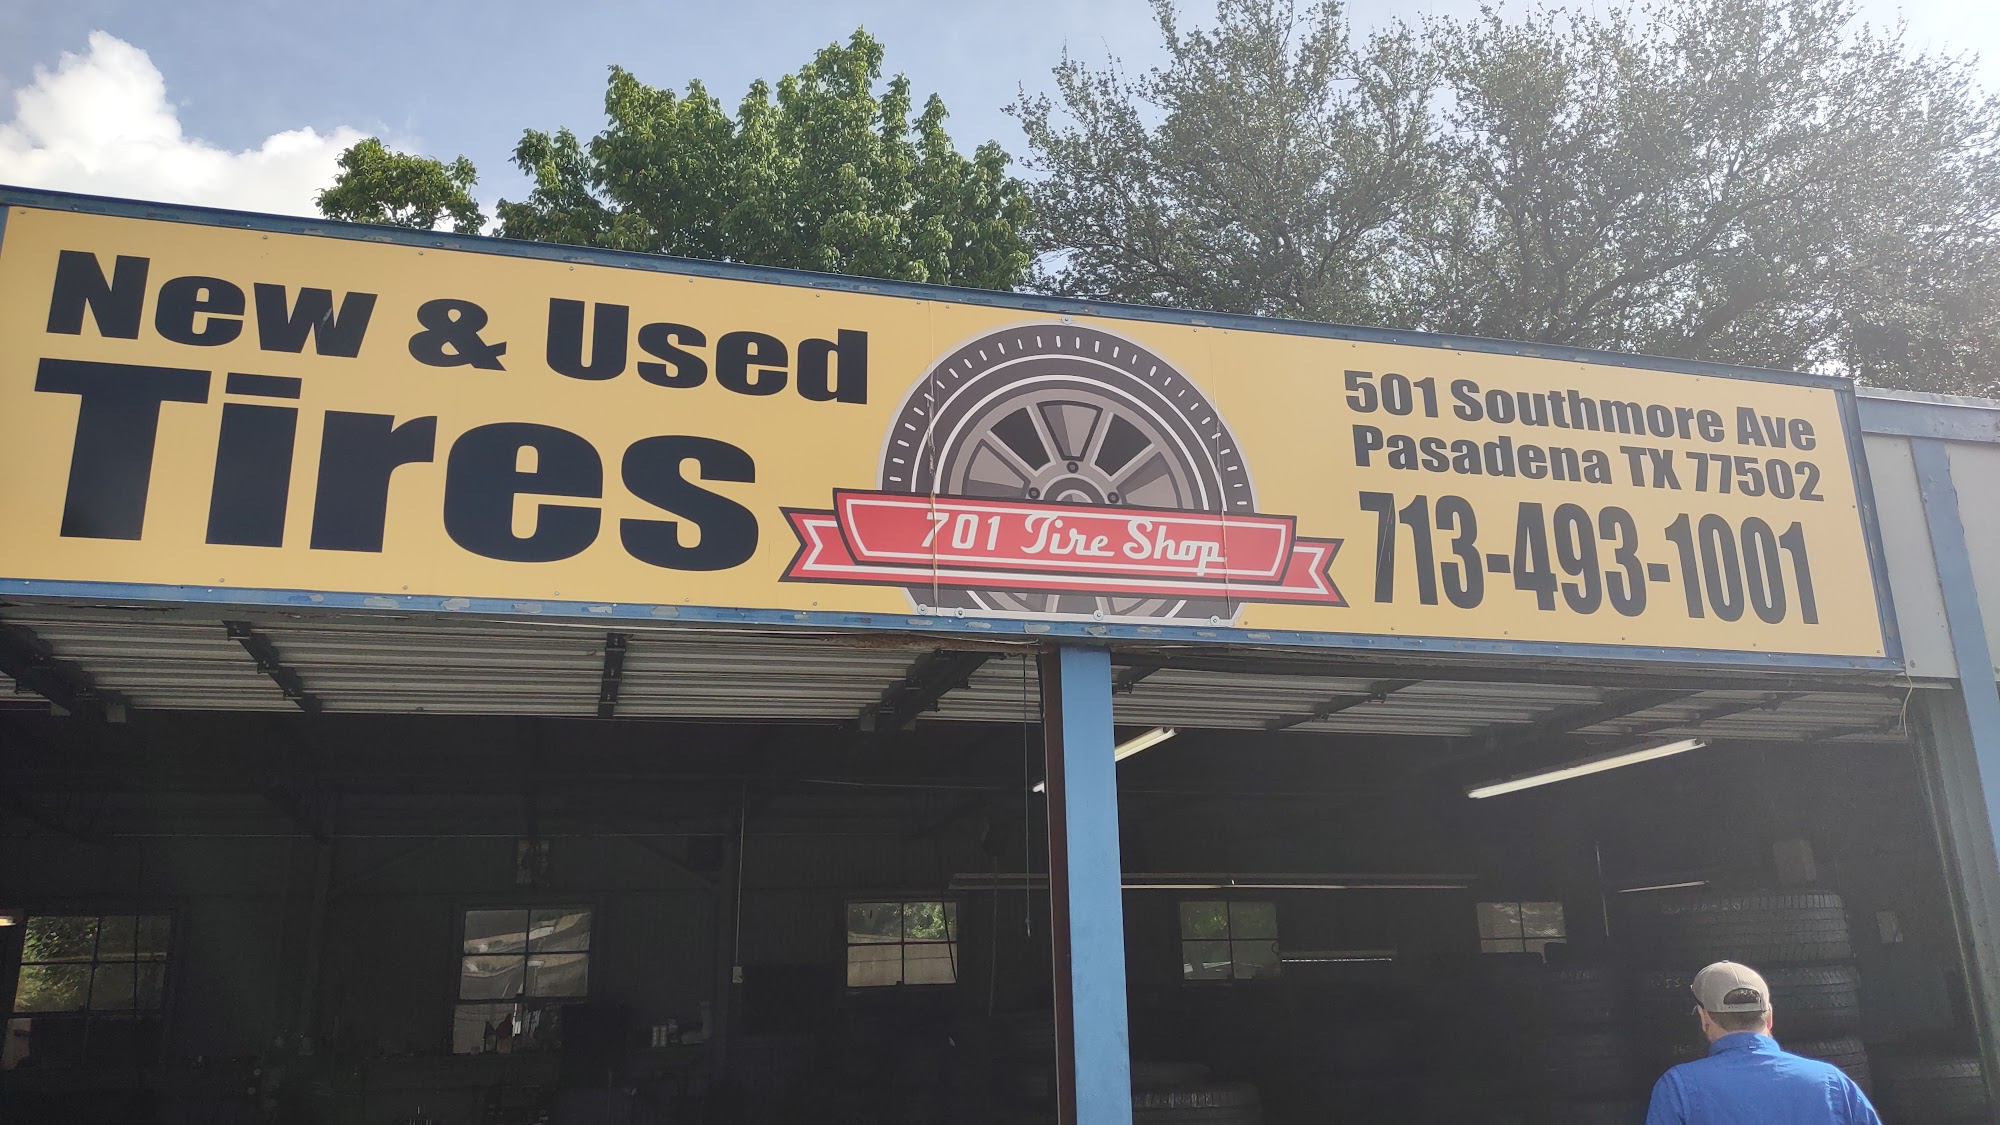 New & Used
Tires
701 Tire Shop
501 Southmore Ave
Pasadena TX 77502
713-493-1001